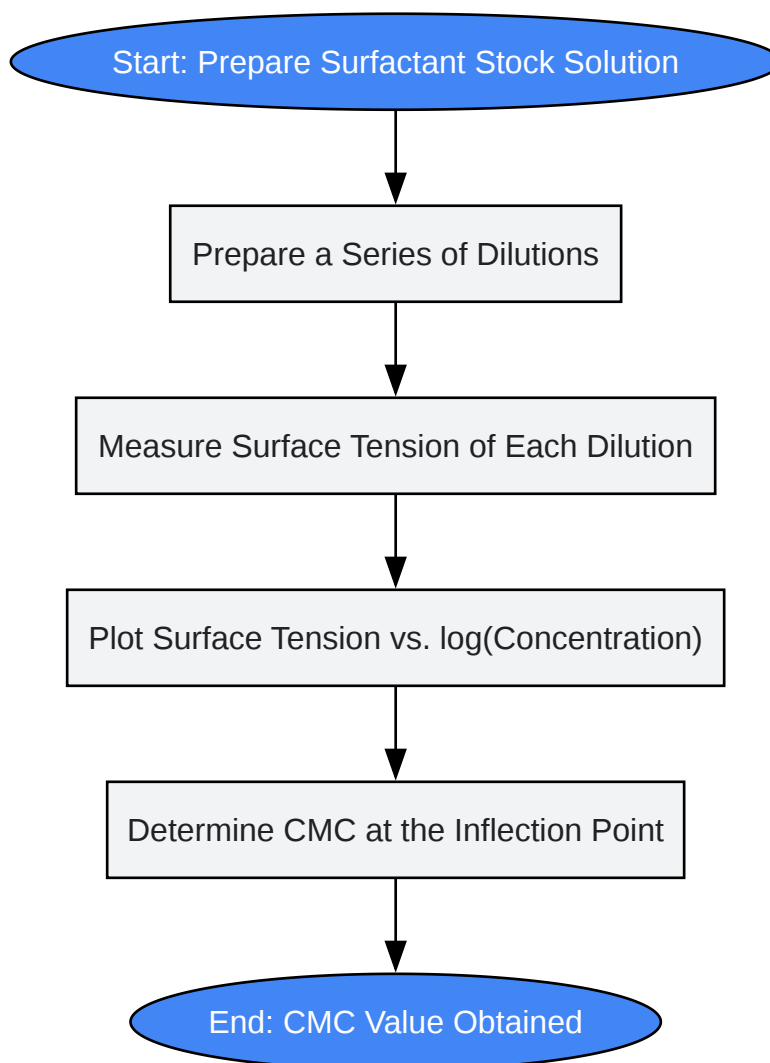 Start: Prepare Surfactant Stock Solution
Prepare a Series of Dilutions
Measure Surface Tension of Each Dilution
Plot Surface Tension vs. log(Concentration)
Determine CMC at the Inflection Point
End: CMC Value Obtained